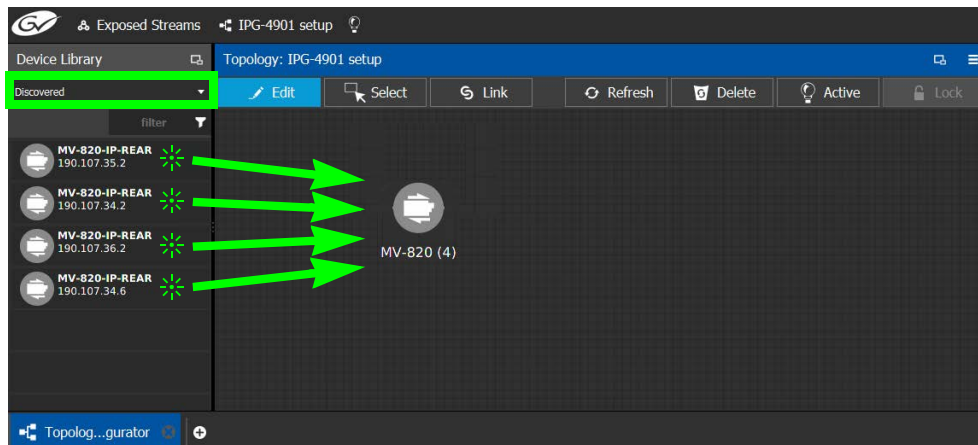 GV Exposed Streams IPG-4901 setup
Device Library
Topology: IPG-4901 setup
Discovered
Edit Select Link Refresh Delete Active Lock
filter
MV-820-IP-REAR
190.107.35.2
MV-820-IP-REAR
190.107.34.2
MV-820-IP-REAR
190.107.36.2
MV-820-IP-REAR
190.107.34.6
MV-820 (4)
Topolog...gurator